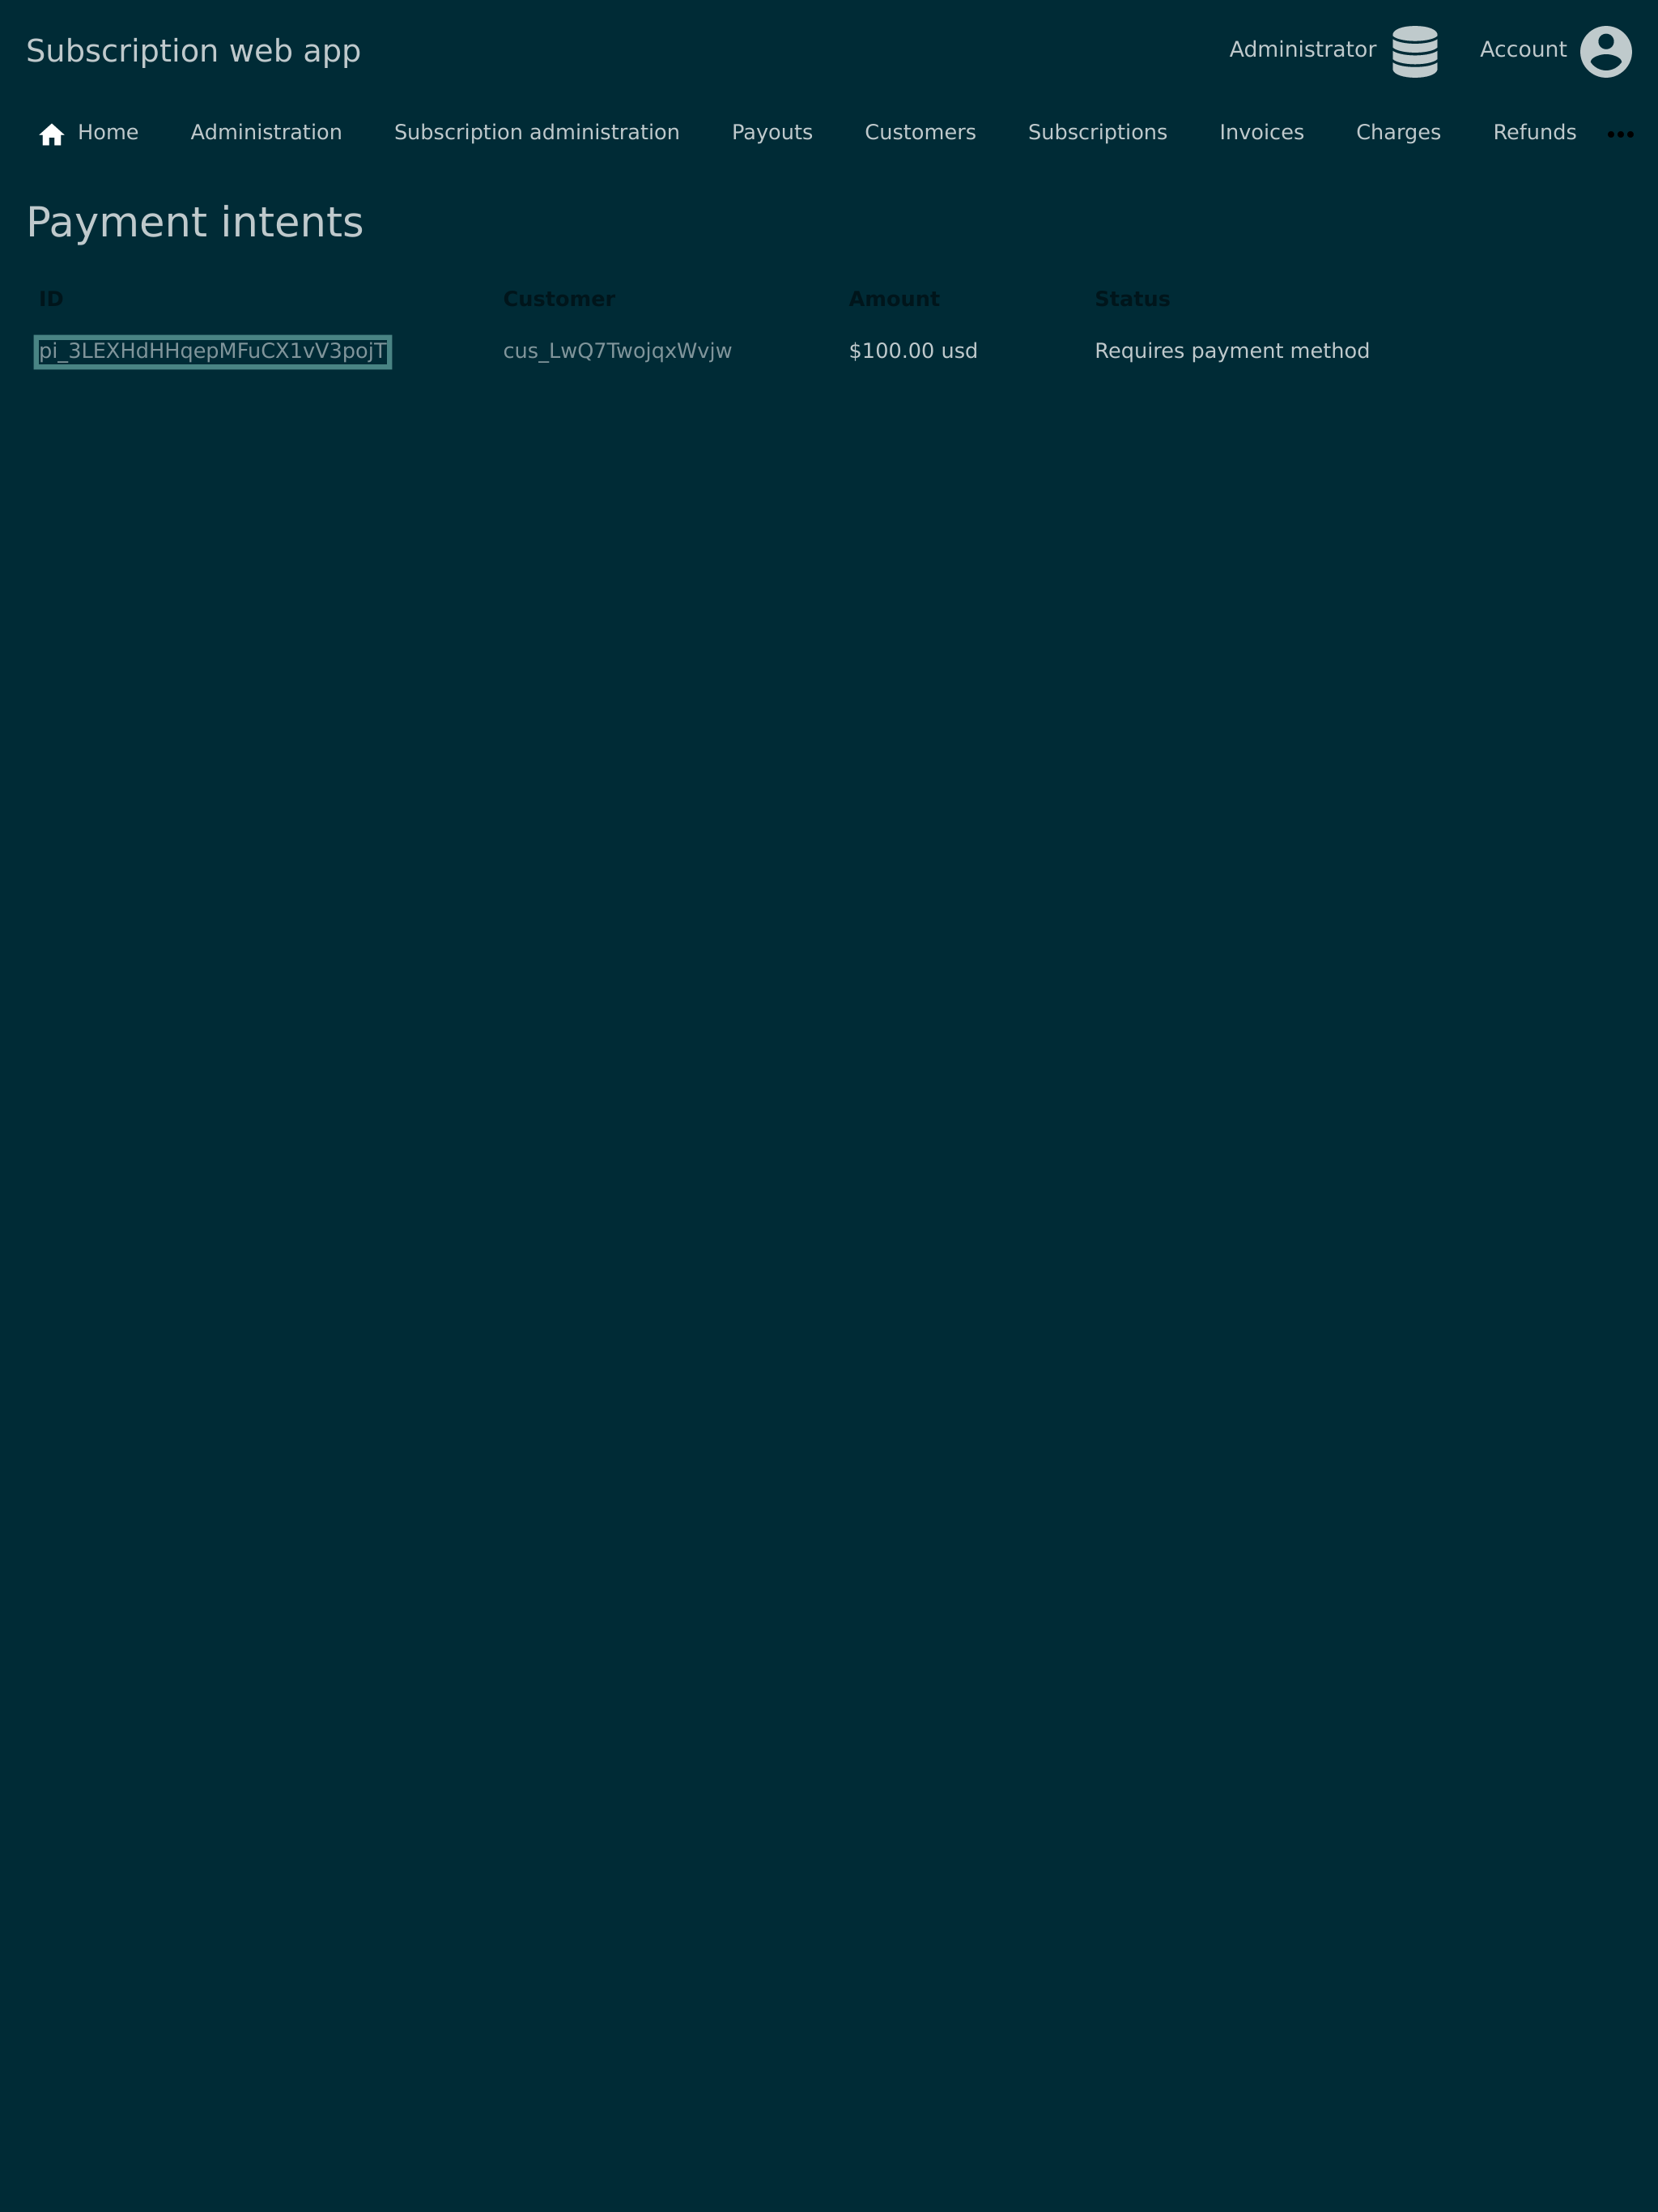 Subscription web app
Administrator
Account
Home Administration Subscription administration Payouts Customers Subscriptions Invoices Charges Refunds
Payment intents
ID Customer Amount Status
pi_3LEXHdHHqepMFuCX1vV3pojT cus_LwQ7TwojqxWvjw $100.00 usd Requires payment method